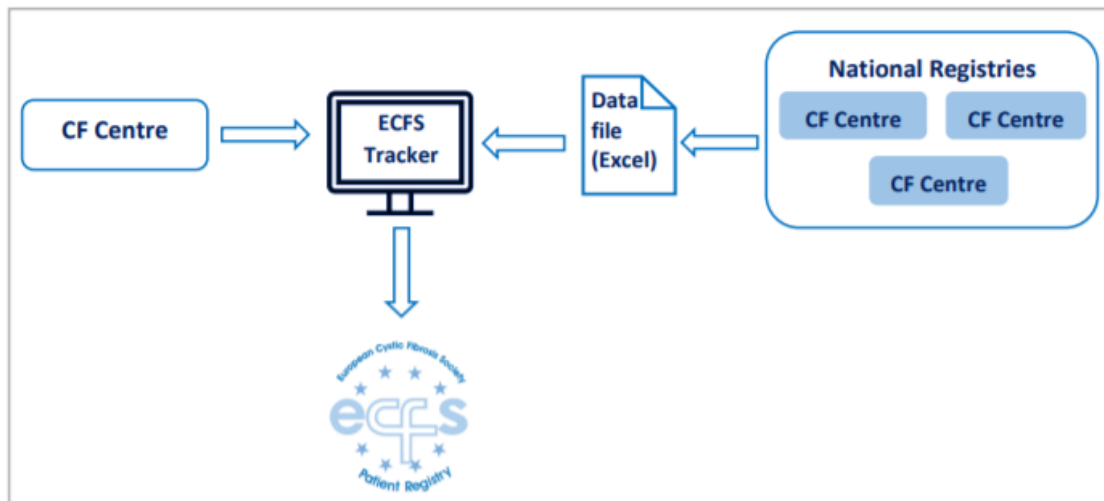 CF Centre
ECFS
Tracker
Data
file
(Excel)
National Registries
CF Centre
CF Centre
CF Centre
European Cystic Fibrosis Society
ecfs
Patient Registry